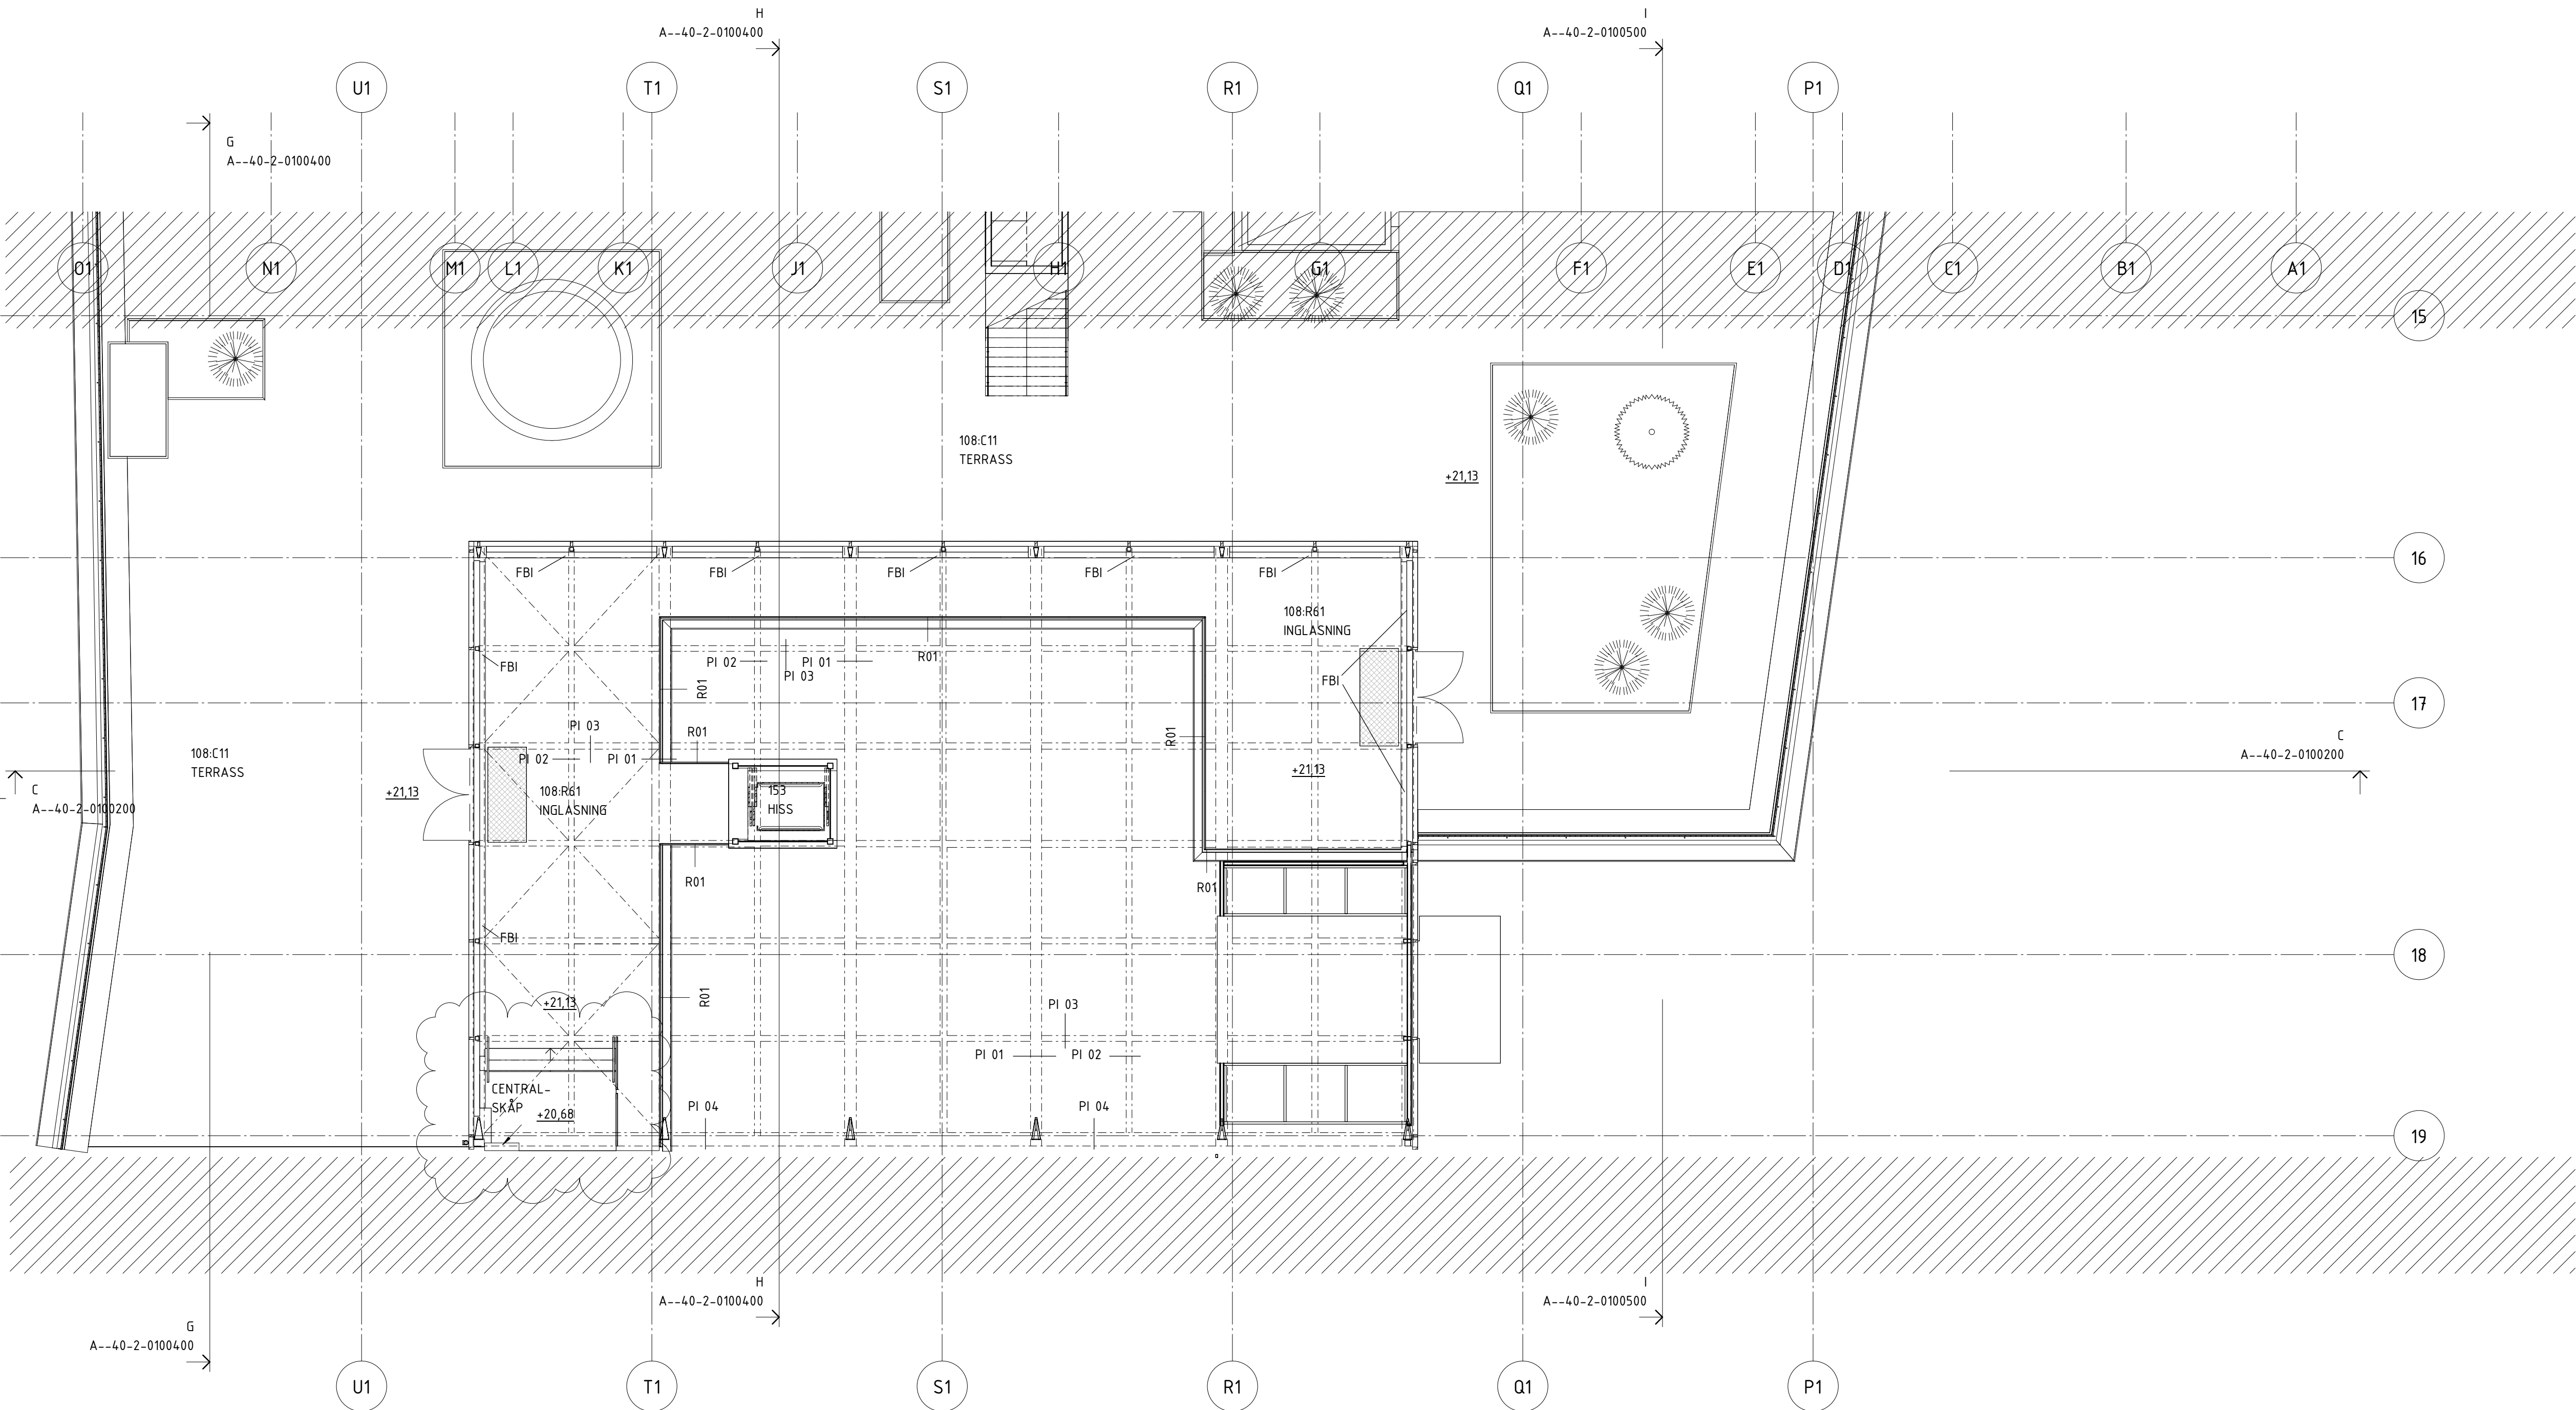 H
A--40-2-0100400
I
A--40-2-0100500
U1
T1
S1
R1
Q1
P1
G
A--40-2-0100400
O1
N1
M1
L1
K1
J1
H1
G1
F1
E1
D1
C1
B1
A1
15
108:C11
TERRASS
+21,13
16
FBI
FBI
FBI
FBI
FBI
108:R61
INGLASNING
FBI
PI 02
PI 01
R01
PI 03
FBI
R01
17
PI 03
R01
R01
PI 02
PI 01
108:C11
TERRASS
C
A--40-2-0100200
+21,13
C
A--40-2-0100200
+21,13
108:R61
INGLASNING
153
HISS
R01
R01
FBI
18
+21,13
R01
PI 03
PI 01
PI 02
CENTRAL-
SKÅP
+20,68
PI 04
PI 04
19
H
A--40-2-0100400
I
A--40-2-0100500
G
A--40-2-0100400
U1
T1
S1
R1
Q1
P1